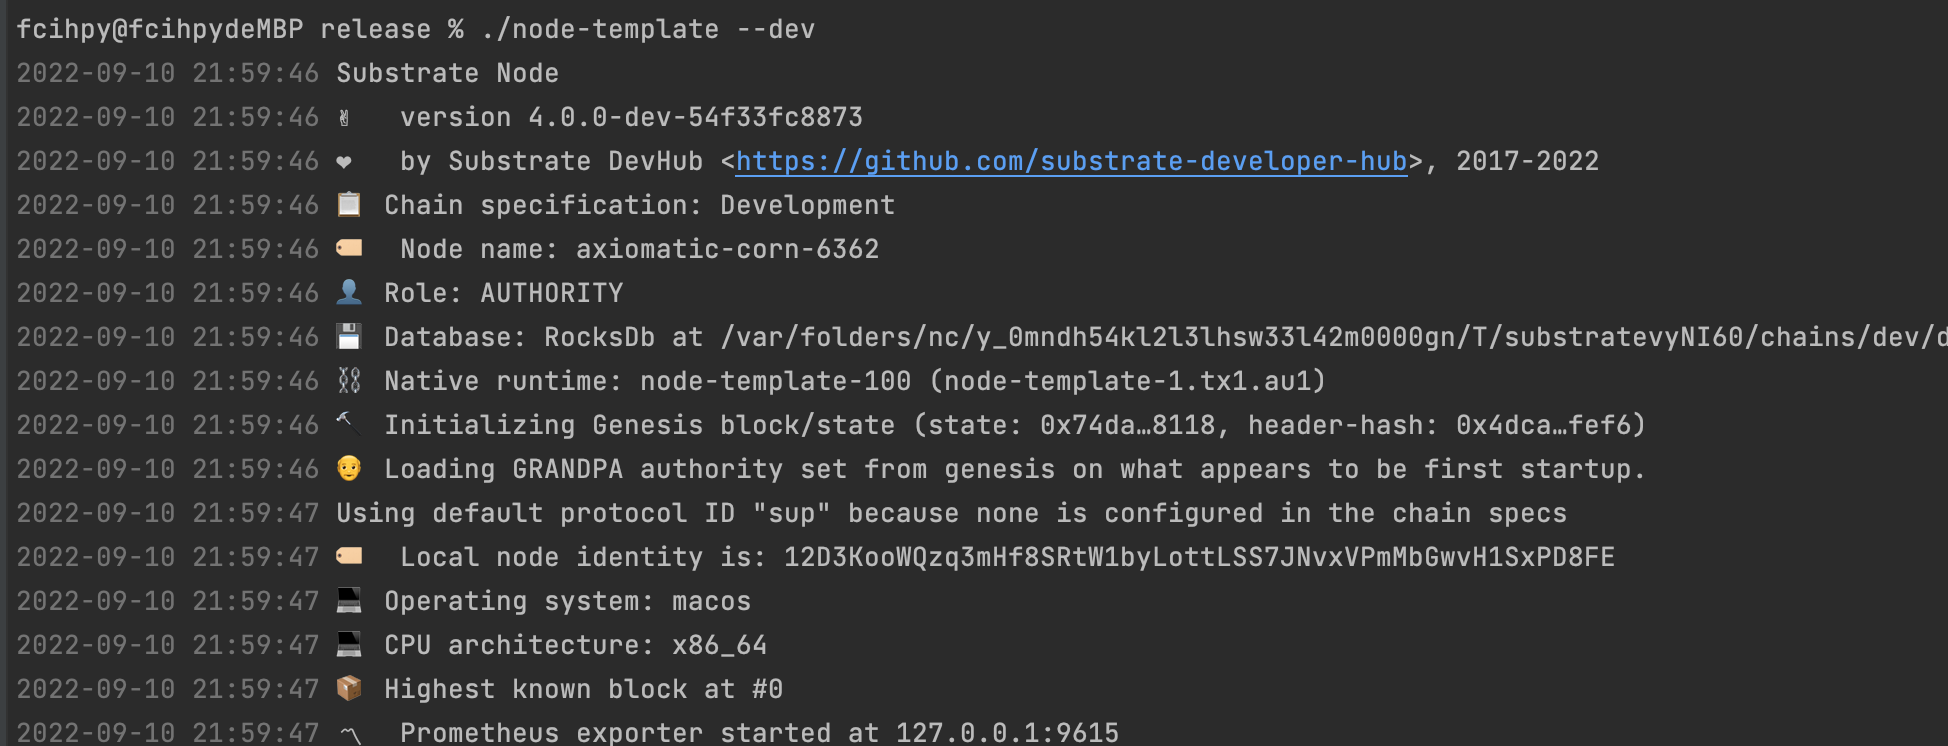 fcihpy@fcihpydeMBP release % ./node-template --dev
2022-09-10 21:59:46 Substrate Node
2022-09-10 21:59:46 ✌️ version 4.0.0-dev-54f33fc8873
2022-09-10 21:59:46 ❤️ by Substrate DevHub <https://github.com/substrate-developer-hub>, 2017-2022
2022-09-10 21:59:46 📋 Chain specification: Development
2022-09-10 21:59:46 🏷 Node name: axiomatic-corn-6362
2022-09-10 21:59:46 👤 Role: AUTHORITY
2022-09-10 21:59:46 💾 Database: RocksDb at /var/folders/nc/y_0mndh54kl2l3lhsw33l42m0000gn/T/substratevyNI60/chains/dev/d
2022-09-10 21:59:46 ⛓ Native runtime: node-template-100 (node-template-1.tx1.au1)
2022-09-10 21:59:46 🔨 Initializing Genesis block/state (state: 0x74da…8118, header-hash: 0x4dca…fef6)
2022-09-10 21:59:46 👴 Loading GRANDPA authority set from genesis on what appears to be first startup.
2022-09-10 21:59:47 Using default protocol ID "sup" because none is configured in the chain specs
2022-09-10 21:59:47 🏷 Local node identity is: 12D3KooWQzq3mHf8SRtW1byLottLSS7JNvxVPmMbGwvH1SxPD8FE
2022-09-10 21:59:47 💻 Operating system: macos
2022-09-10 21:59:47 💻 CPU architecture: x86_64
2022-09-10 21:59:47 📦 Highest known block at #0
2022-09-10 21:59:47 〽️ Prometheus exporter started at 127.0.0.1:9615